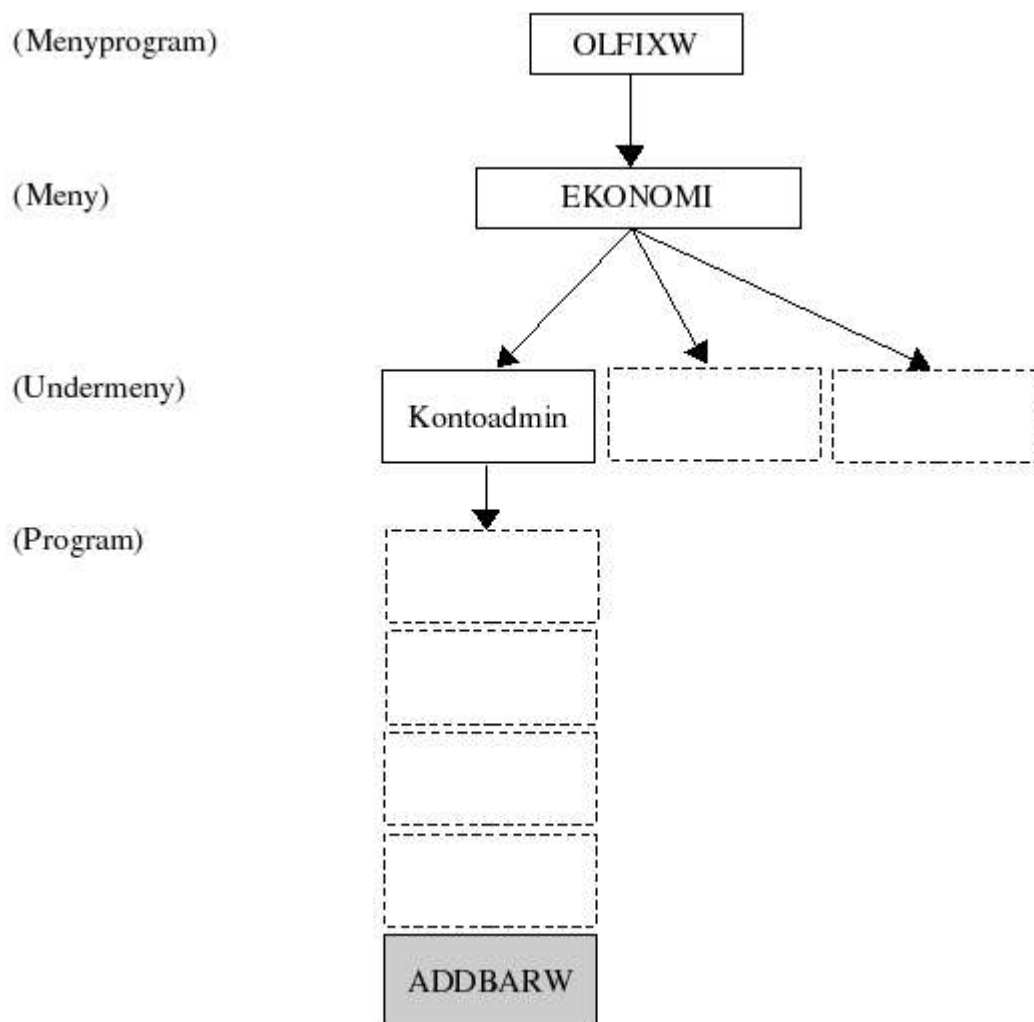 (Menyprogram)
OLFIXW
(Meny)
EKONOMI
(Undermeny)
Kontoadmin
(Program)
ADDBARW